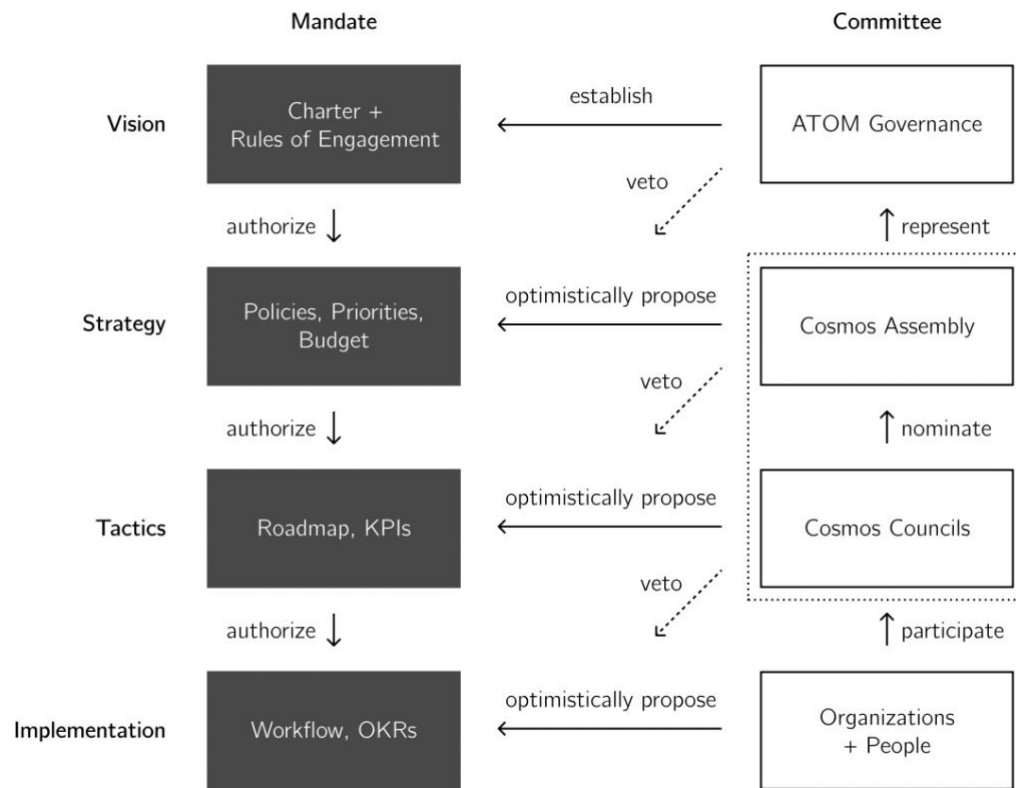 Mandate
Committee
Vision
Charter +
Rules of Engagement
establish
ATOM Governance
veto
authorize
represent
Strategy
Policies, Priorities,
Budget
optimistically propose
Cosmos Assembly
veto
authorize
nominate
Tactics
Roadmap, KPIs
optimistically propose
Cosmos Councils
veto
authorize
participate
Implementation
Workflow, OKRs
optimistically propose
Organizations
+ People